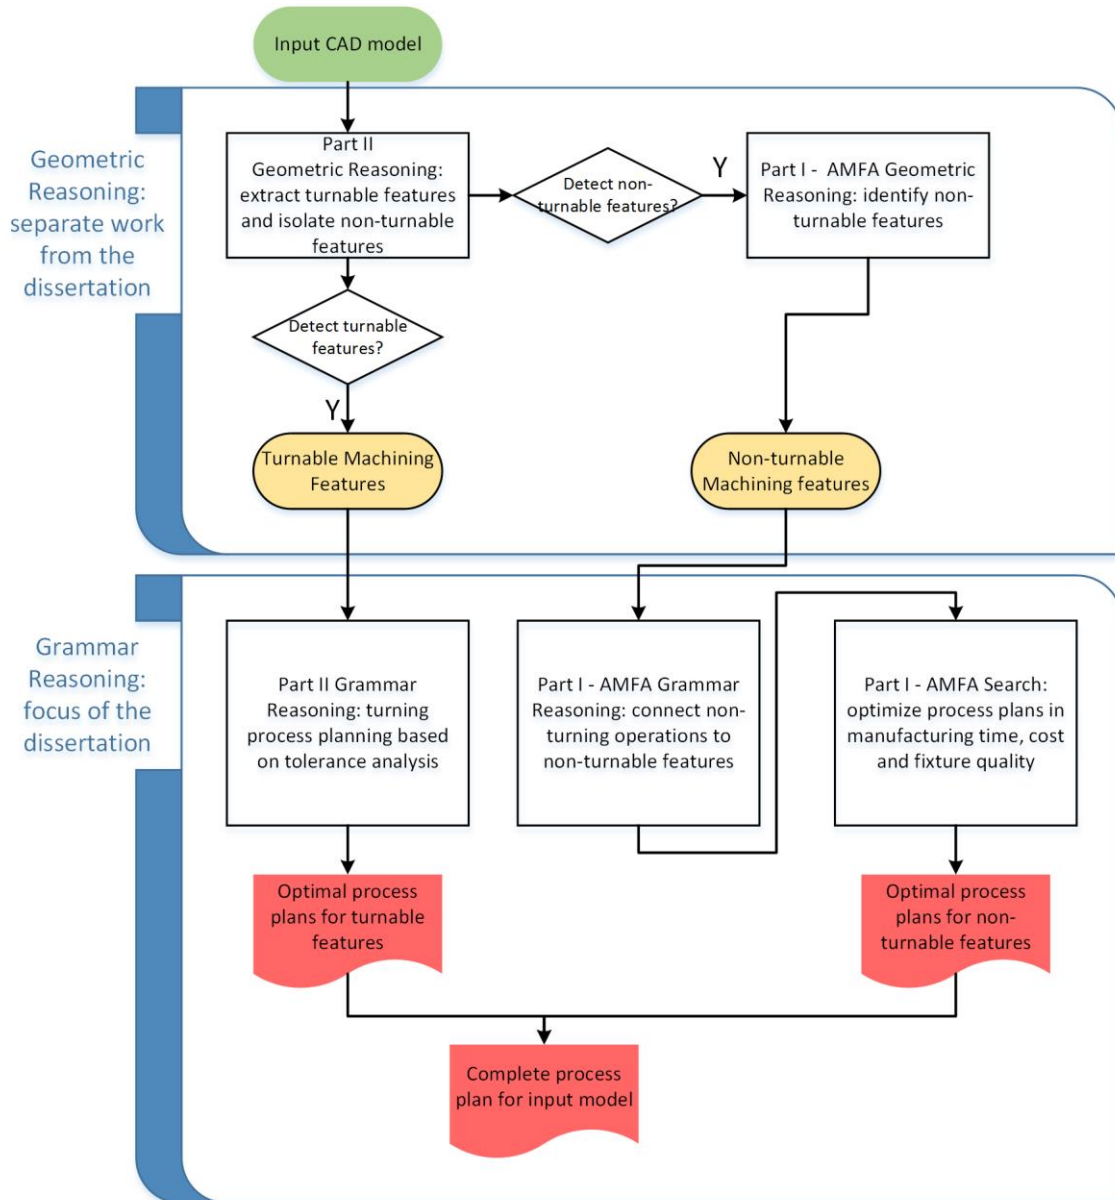 Input CAD model
Geometric
Reasoning:
separate work
from the
dissertation
Part II
Geometric Reasoning:
extract turnable features
and isolate non-turnable
features
Detect non-
turnable features?
Y
Part I - AMFA Geometric
Reasoning: identify non-
turnable features
Detect turnable
features?
Y
Turnable Machining
Features
Non-turnable
Machining features
Grammar
Reasoning:
focus of the
dissertation
Part II Grammar
Reasoning: turning
process planning based
on tolerance analysis
Part I - AMFA Grammar
Reasoning: connect non-
turning operations to
non-turnable features
Part I - AMFA Search:
optimize process plans in
manufacturing time, cost
and fixture quality
Optimal process
plans for turnable
features
Optimal process
plans for non-
turnable features
Complete process
plan for input model